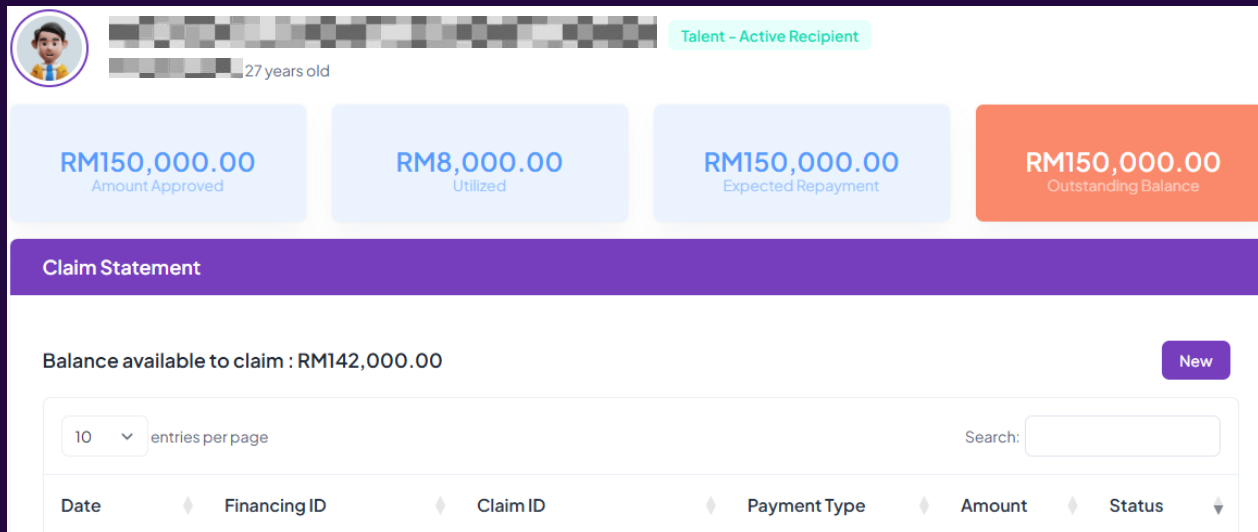 Talent - Active Recipient
27 years old
RM150,000.00
Amount Approved
RM8,000.00
Utilized
RM150,000.00
Expected Repayment
RM150,000.00
Outstanding Balance
Claim Statement
Balance available to claim : RM142,000.00
New
10 entries per page
Search:
Date Financing ID Claim ID Payment Type Amount Status